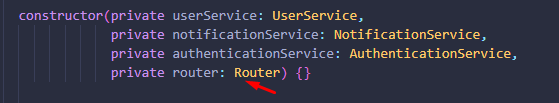 constructor(private userService: UserService,
private notificationService: NotificationService,
private authenticationService: AuthenticationService,
private router: Router) {}